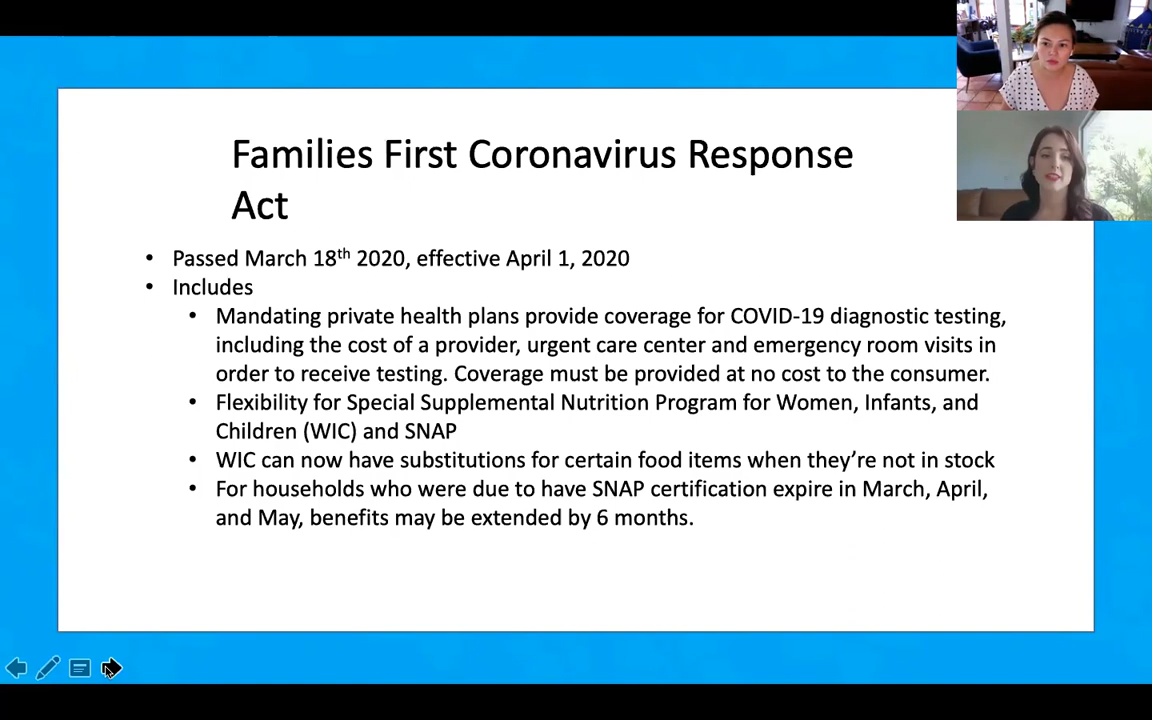 Families First Coronavirus Response
Act
• Passed March 18th 2020, effective April 1, 2020
• Includes
• Mandating private health plans provide coverage for COVID-19 diagnostic testing,
including the cost of a provider, urgent care center and emergency room visits in
order to receive testing. Coverage must be provided at no cost to the consumer.
• Flexibility for Special Supplemental Nutrition Program for Women, Infants, and
Children (WIC) and SNAP
• WIC can now have substitutions for certain food items when they’re not in stock
• For households who were due to have SNAP certification expire in March, April,
and May, benefits may be extended by 6 months.